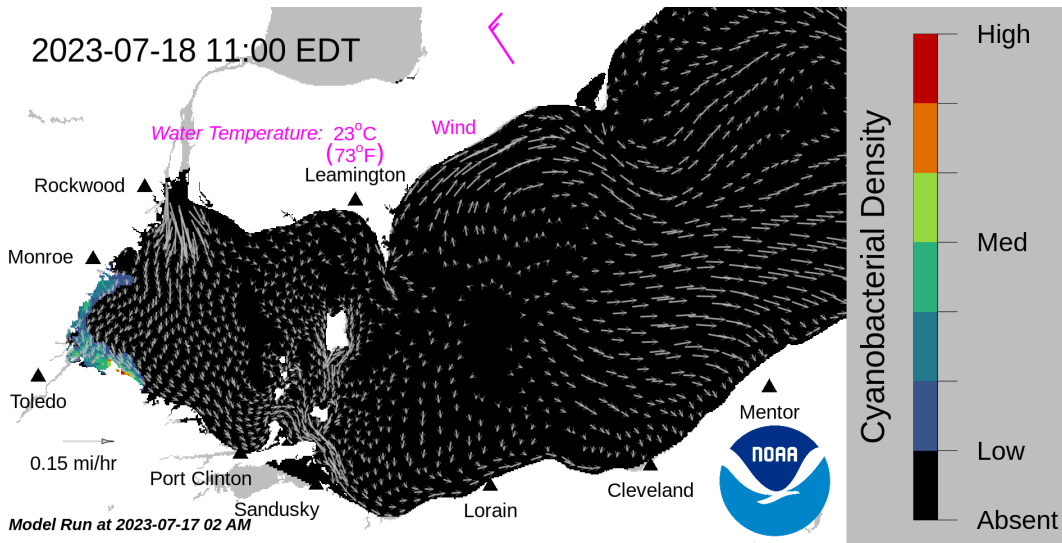 2023-07-18 11:00 EDT
Water Temperature: 23°C
(73°F)
Wind
Leamington
Rockwood
Monroe
Toledo
0.15 mi/hr
Port Clinton
Sandusky
Lorain
Cleveland
Mentor
NOAA
Model Run at 2023-07-17 02 AM
Cyanobacterial Density
High
Med
Low
Absent